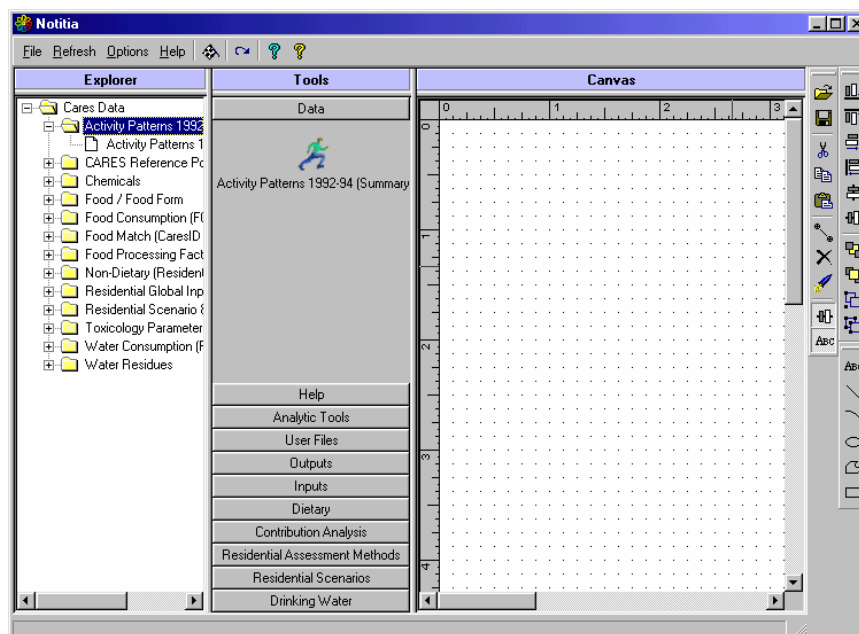 Notitia
File Refresh Options Help
Explorer
Tools
Canvas
Cares Data
Activity Patterns 1992
Activity Patterns 1
CARES Reference Po
Chemicals
Food / Food Form
Food Consumption (F
Food Match (CaresID
Food Processing Fact
Non-Dietary (Resident
Residential Global Inp
Residential Scenario &
Toxicology Parameter
Water Consumption (F
Water Residues
Data
Activity Patterns 1992-94 (Summary
Help
Analytic Tools
User Files
Outputs
Inputs
Dietary
Contribution Analysis
Residential Assessment Methods
Residential Scenarios
Drinking Water
0 1 2 3
0
1
2
3
4
ABC
ABC